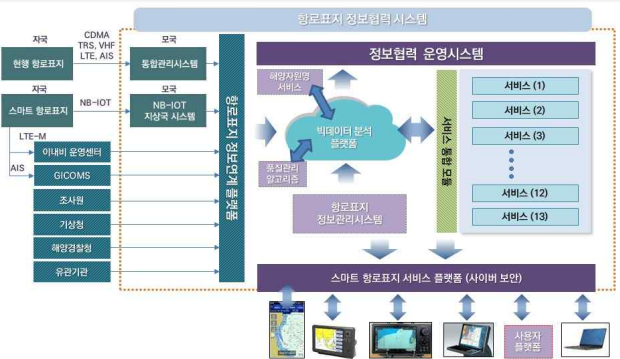 항로표지 정보협력 시스템
자국
CDMA
TRS, VHF
LTE, AIS
모국
현행 항로표지
통합관리시스템
자국
NB-IOT
모국
스마트 항로표지
NB-IOT
지상국 시스템
LTE-M
AIS
이내비 운영센터
GICOMS
조사원
기상청
해양경찰청
유관기관
항로표지 정보연계플랫폼
정보협력 운영시스템
해양자원명
서비스
빅데이터 분석
플랫폼
품질관리
알고리즘
항로표지
정보관리시스템
서비스 통합 모듈
서비스 (1)
서비스 (2)
서비스 (3)
서비스 (12)
서비스 (13)
스마트 항로표지 서비스 플랫폼 (사이버 보안)
사용자
플랫폼